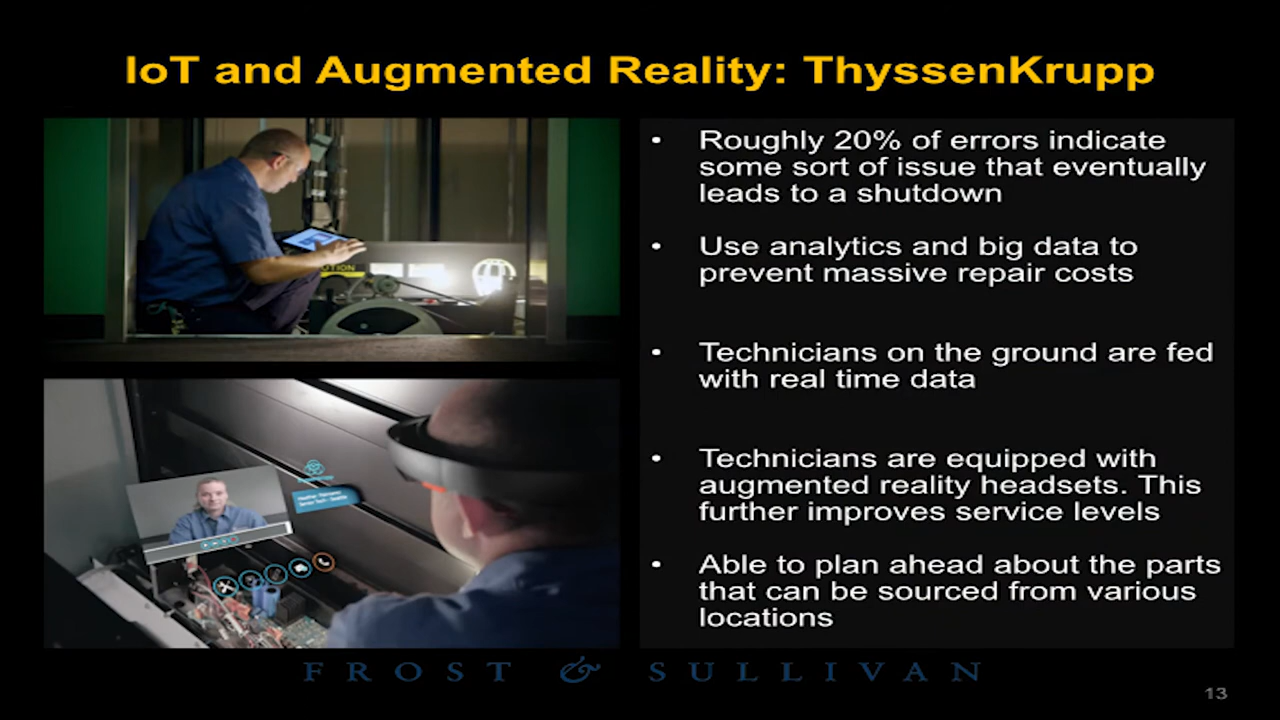 IoT and Augmented Reality: ThyssenKrupp
• Roughly 20% of errors indicate
some sort of issue that eventually
leads to a shutdown
• Use analytics and big data to
prevent massive repair costs
• Technicians on the ground are fed
with real time data
• Technicians are equipped with
augmented reality headsets. This
further improves service levels
• Able to plan ahead about the parts
that can be sourced from various
locations
FROST & SULLIVAN
13